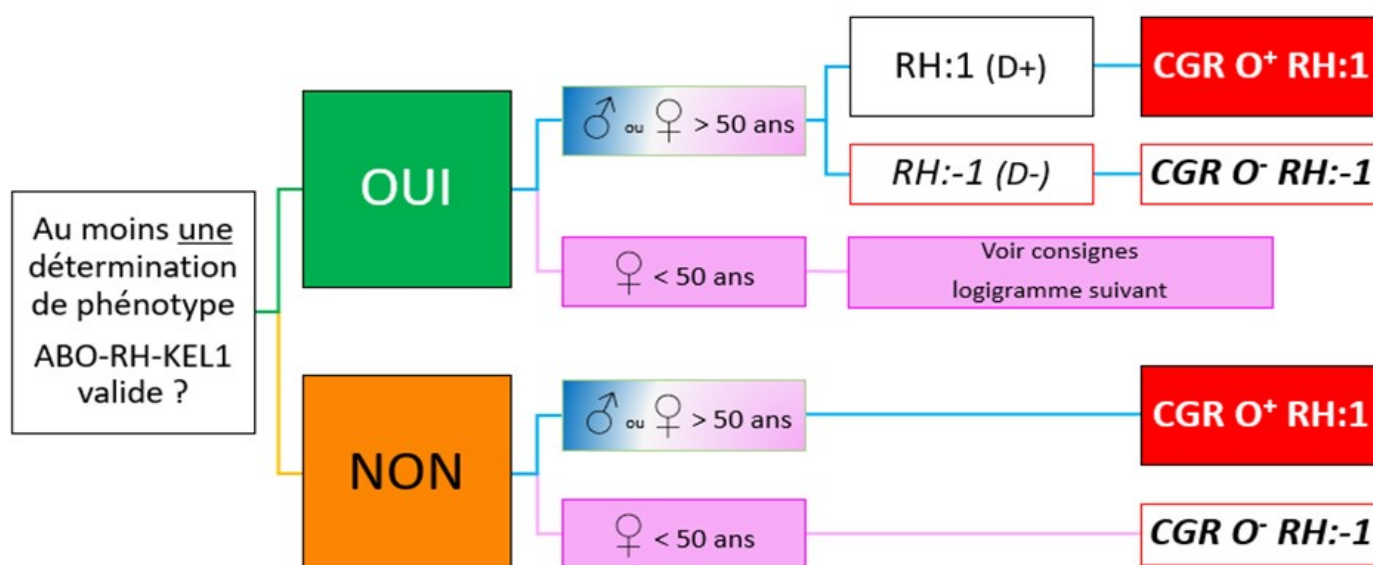 Au moins une
détermination
de phénotype
ABO-RH-KEL1
valide ?
OUI
♂ ou ♀ > 50 ans
RH:1 (D+)
CGR O⁺ RH:1
RH:-1 (D-)
CGR O⁻ RH:-1
♀ < 50 ans
Voir consignes
logigramme suivant
NON
♂ ou ♀ > 50 ans
CGR O⁺ RH:1
♀ < 50 ans
CGR O⁻ RH:-1